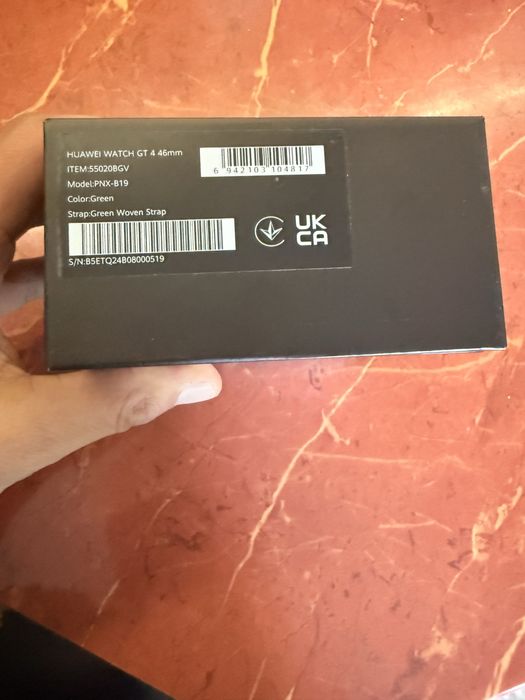 HUAWEI WATCH GT 4 46mm
ITEM:55020BGV
Model:PNX-B19
Color:Green
Strap:Green Woven Strap
S/N:B5ETQ24B08000519
6 942103 104817
UK
CA